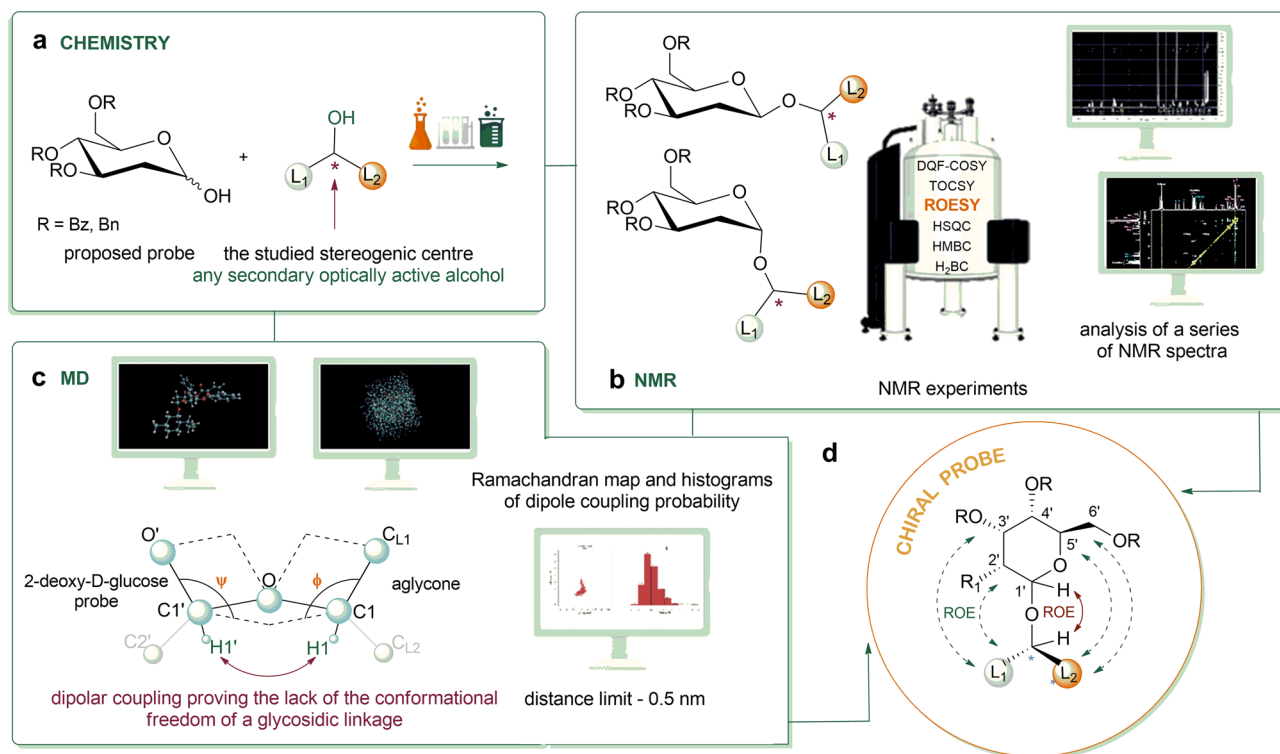 a CHEMISTRY
OR
O
RO
RO
OH
+
OH
*
L1
L2
R = Bz, Bn
proposed probe
the studied stereogenic centre
any secondary optically active alcohol
OR
O
RO
RO
O
L2
*
L1
OR
O
RO
RO
O
L2
*
L1
DQF-COSY
TOCSY
ROESY
HSQC
HMBC
H2BC
analysis of a series
of NMR spectra
b NMR
NMR experiments
c MD
Ramachandran map and histograms
of dipole coupling probability
O'
CL1
2-deoxy-D-glucose
probe
ψ
O
ϕ
aglycone
C1'
C1
C2'
H1'
H1
CL2
dipolar coupling proving the lack of the conformational
freedom of a glycosidic linkage
distance limit - 0.5 nm
d
CHIRAL PROBE
OR
RO
3'
4'
6'
OR
5'
2'
O
R1
1'
H
ROE
O
ROE
H
*
L1
L2
*